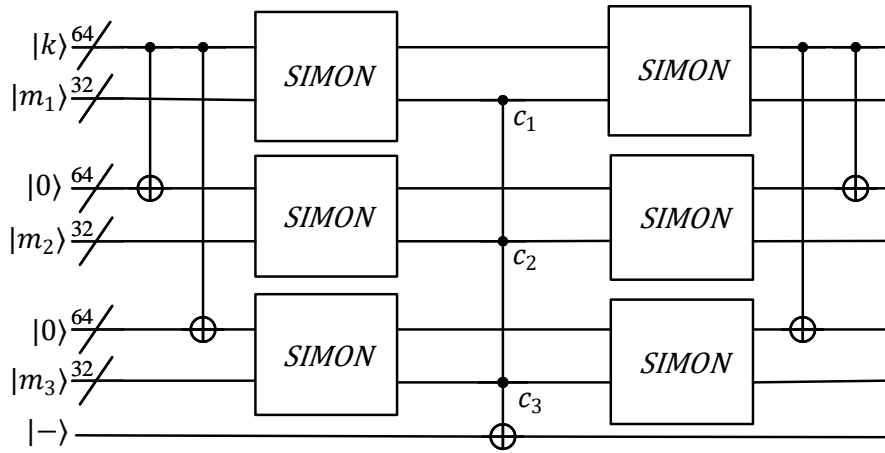 |k⟩ 64 SIMON SIMON
|m₁⟩ 32 c₁
|0⟩ 64 SIMON SIMON
|m₂⟩ 32 c₂
|0⟩ 64 SIMON SIMON
|m₃⟩ 32 c₃
|−⟩